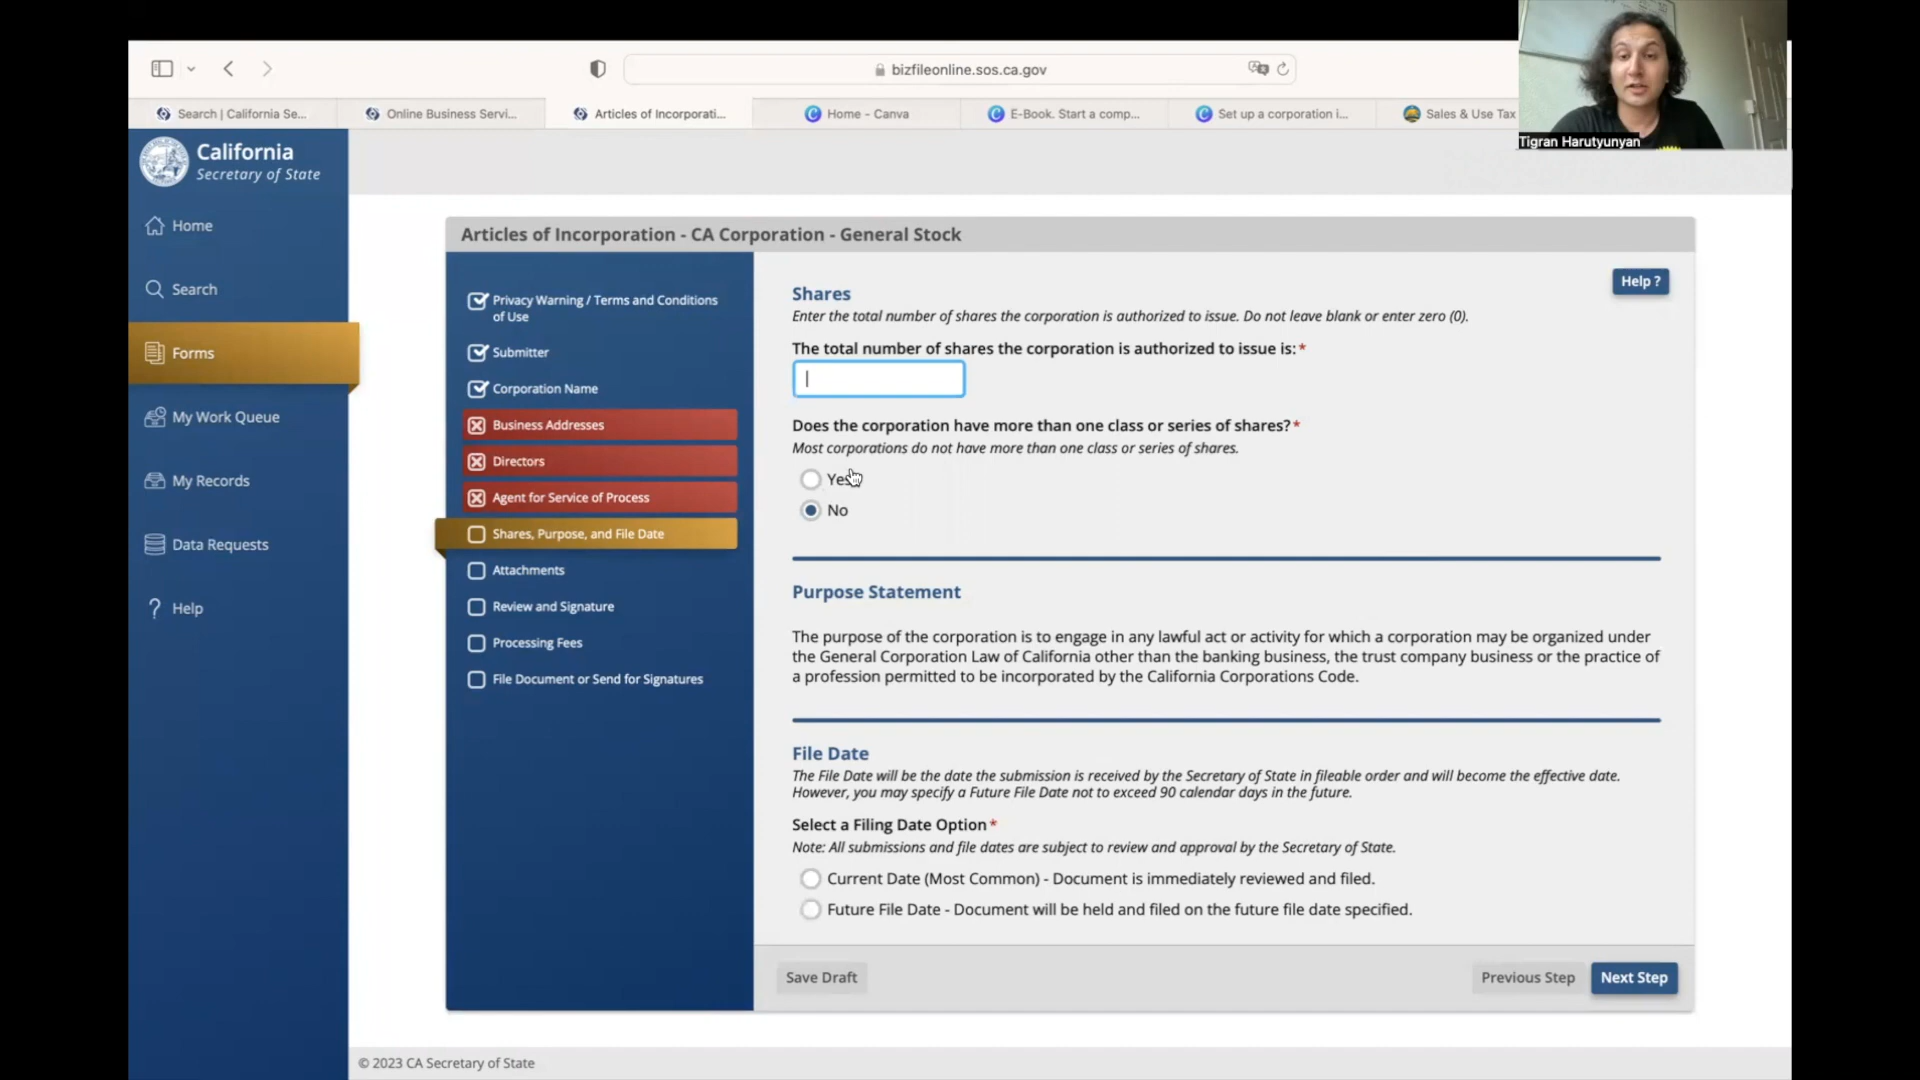 bizfileonline.sos.ca.gov
Search | California Se...
Online Business Servi...
Articles of Incorporati...
Home – Canva
E-Book. Start a comp...
Set up a corporation i...
Sales & Use Tax
Tigran Harutyunyan
California
Secretary of State
Home
Search
Forms
My Work Queue
My Records
Data Requests
Help
Articles of Incorporation - CA Corporation - General Stock
Privacy Warning / Terms and Conditions
of Use
Submitter
Corporation Name
Business Addresses
Directors
Agent for Service of Process
Shares, Purpose, and File Date
Attachments
Review and Signature
Processing Fees
File Document or Send for Signatures
Help ?
Shares
Enter the total number of shares the corporation is authorized to issue. Do not leave blank or enter zero (0).
The total number of shares the corporation is authorized to issue is:*
Does the corporation have more than one class or series of shares?*
Most corporations do not have more than one class or series of shares.
Yes
No
Purpose Statement
The purpose of the corporation is to engage in any lawful act or activity for which a corporation may be organized under
the General Corporation Law of California other than the banking business, the trust company business or the practice of
a profession permitted to be incorporated by the California Corporations Code.
File Date
The File Date will be the date the submission is received by the Secretary of State in fileable order and will become the effective date.
However, you may specify a Future File Date not to exceed 90 calendar days in the future.
Select a Filing Date Option*
Note: All submissions and file dates are subject to review and approval by the Secretary of State.
Current Date (Most Common) - Document is immediately reviewed and filed.
Future File Date - Document will be held and filed on the future file date specified.
Save Draft
Previous Step
Next Step
© 2023 CA Secretary of State